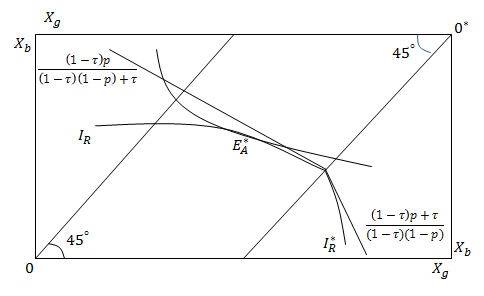 X_g
X_b
0*
45°
(1 − τ)p
(1 − τ)(1 − p) + τ
I_R
E_A^*
(1 − τ)p + τ
(1 − τ)(1 − p)
45°
I_R^*
X_b
0
X_g